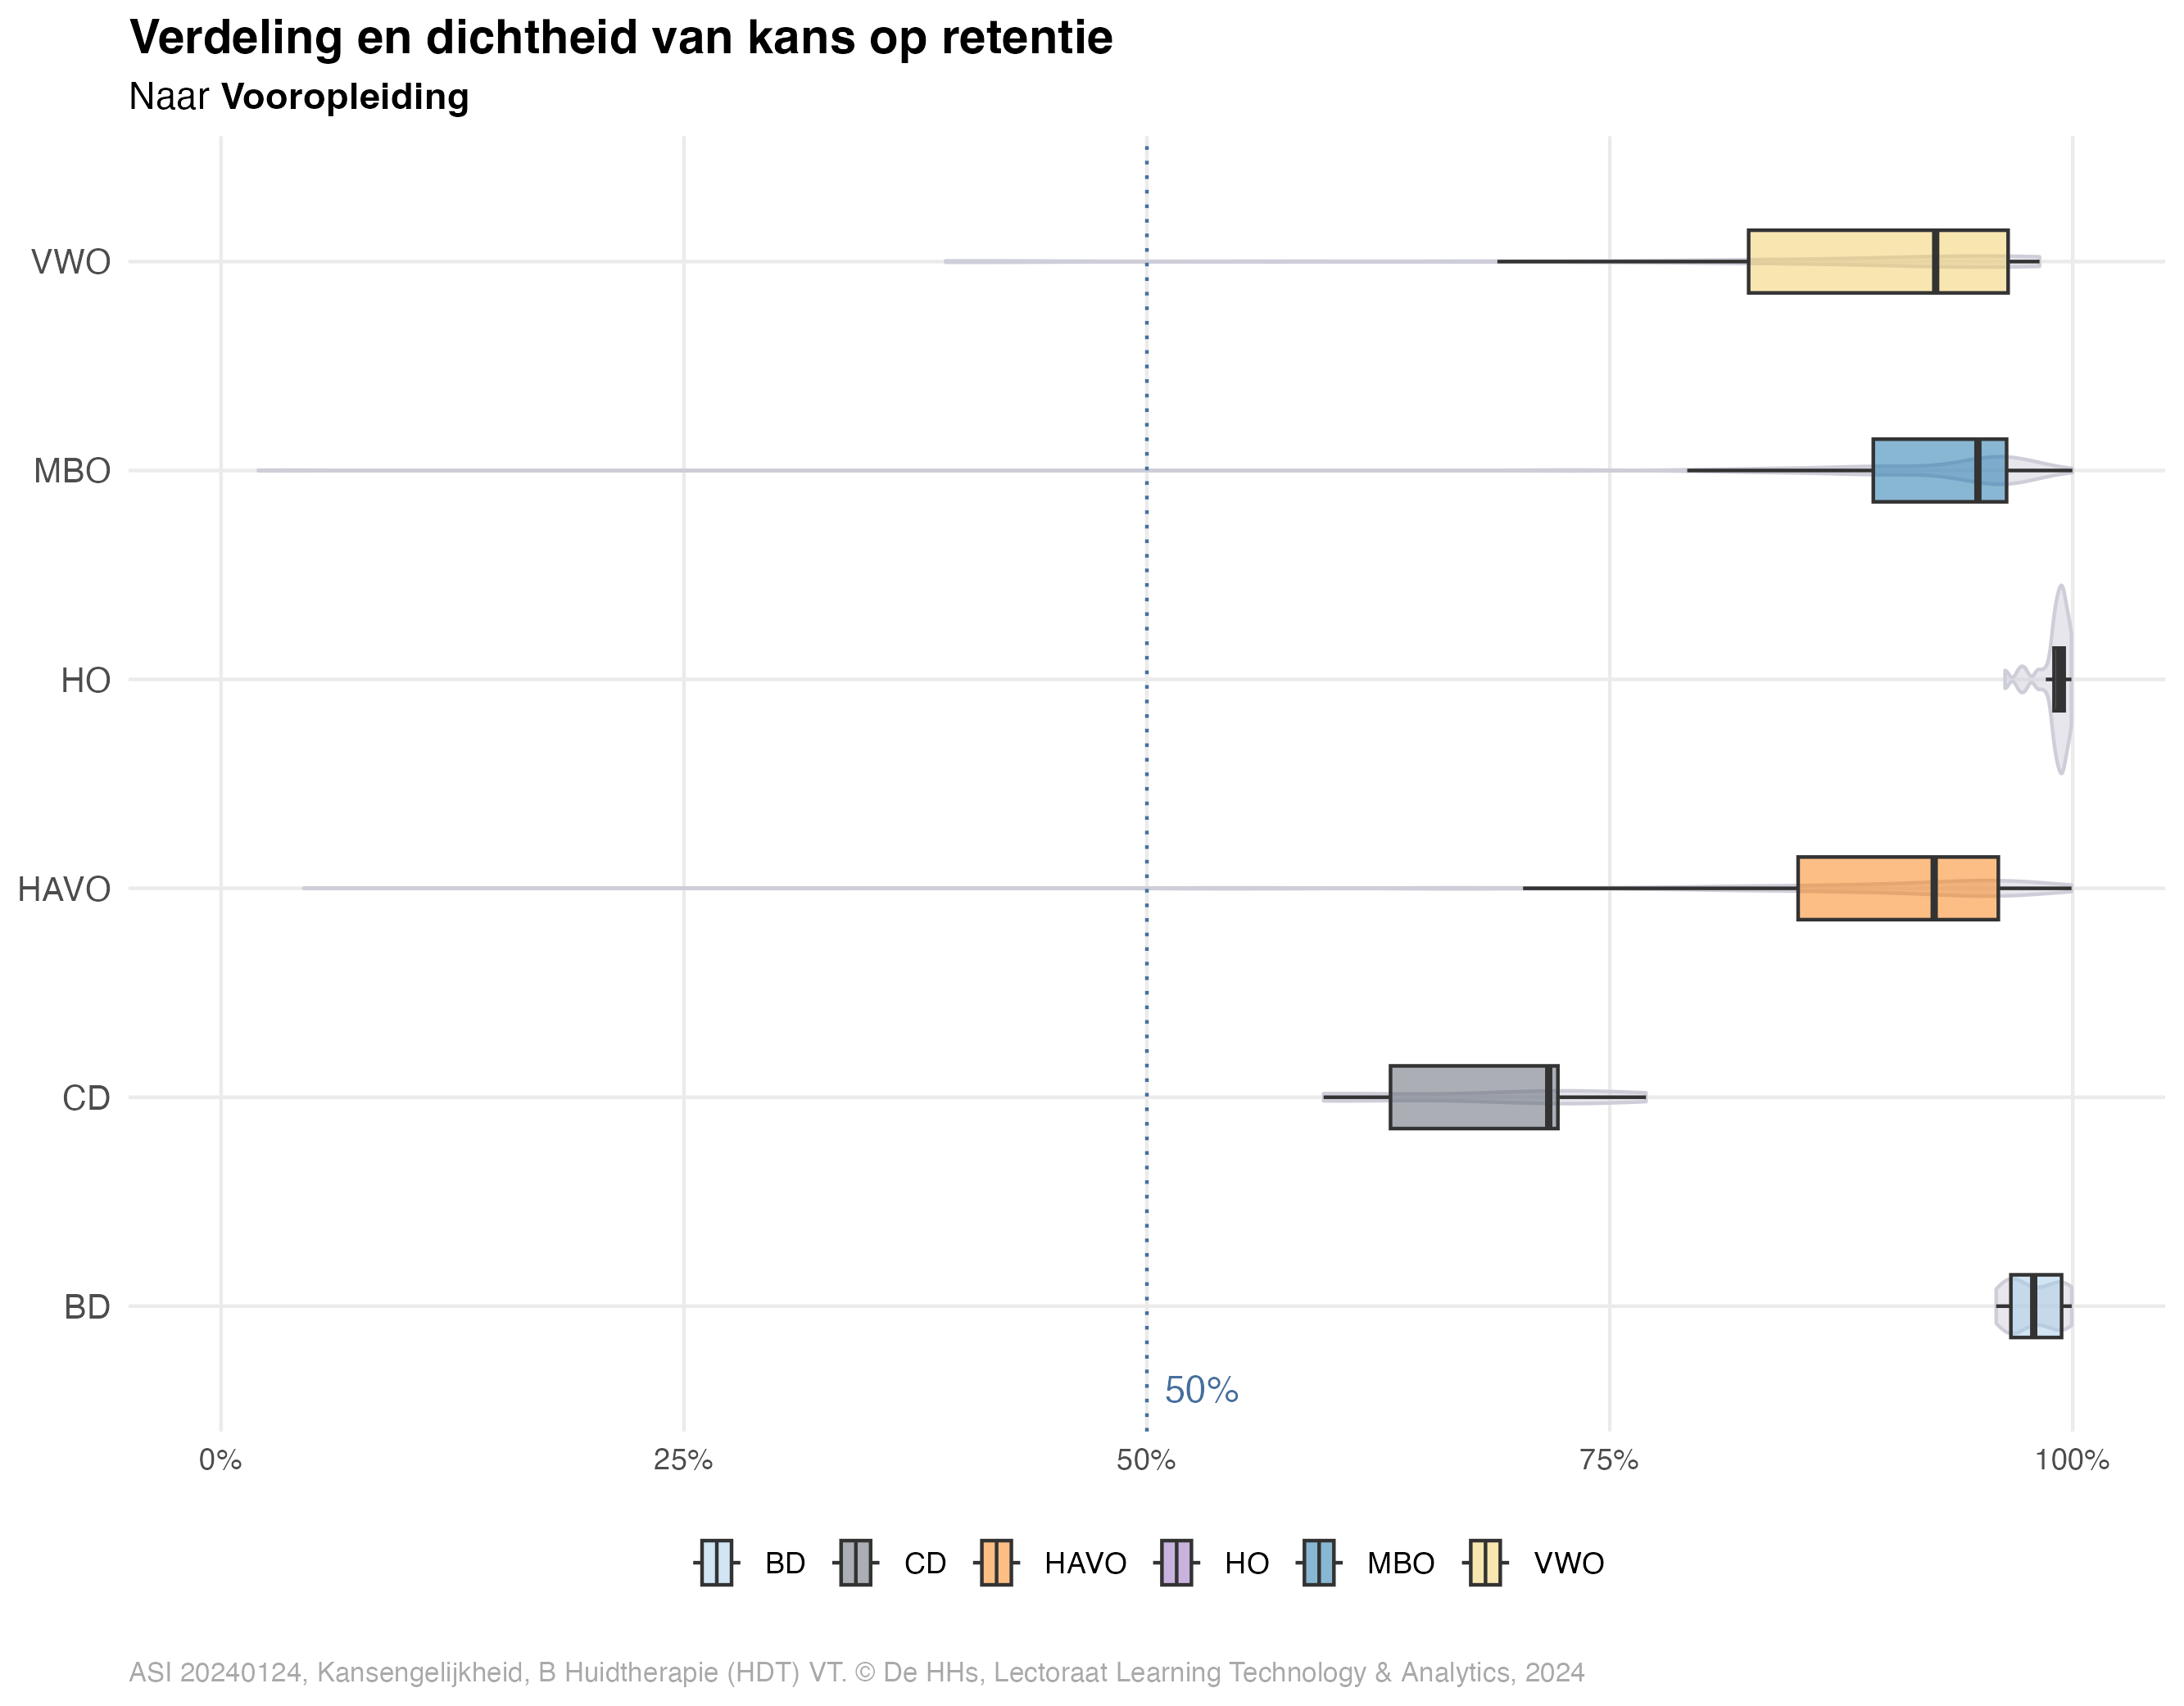 Verdeling en dichtheid van kans op retentie
Naar Vooropleiding
VWO
MBO
HO
HAVO
CD
BD
50%
0% 25% 50% 75% 100%
BD CD HAVO HO MBO VWO
ASI 20240124, Kansengelijkheid, B Huidtherapie (HDT) VT. © De HHs, Lectoraat Learning Technology & Analytics, 2024